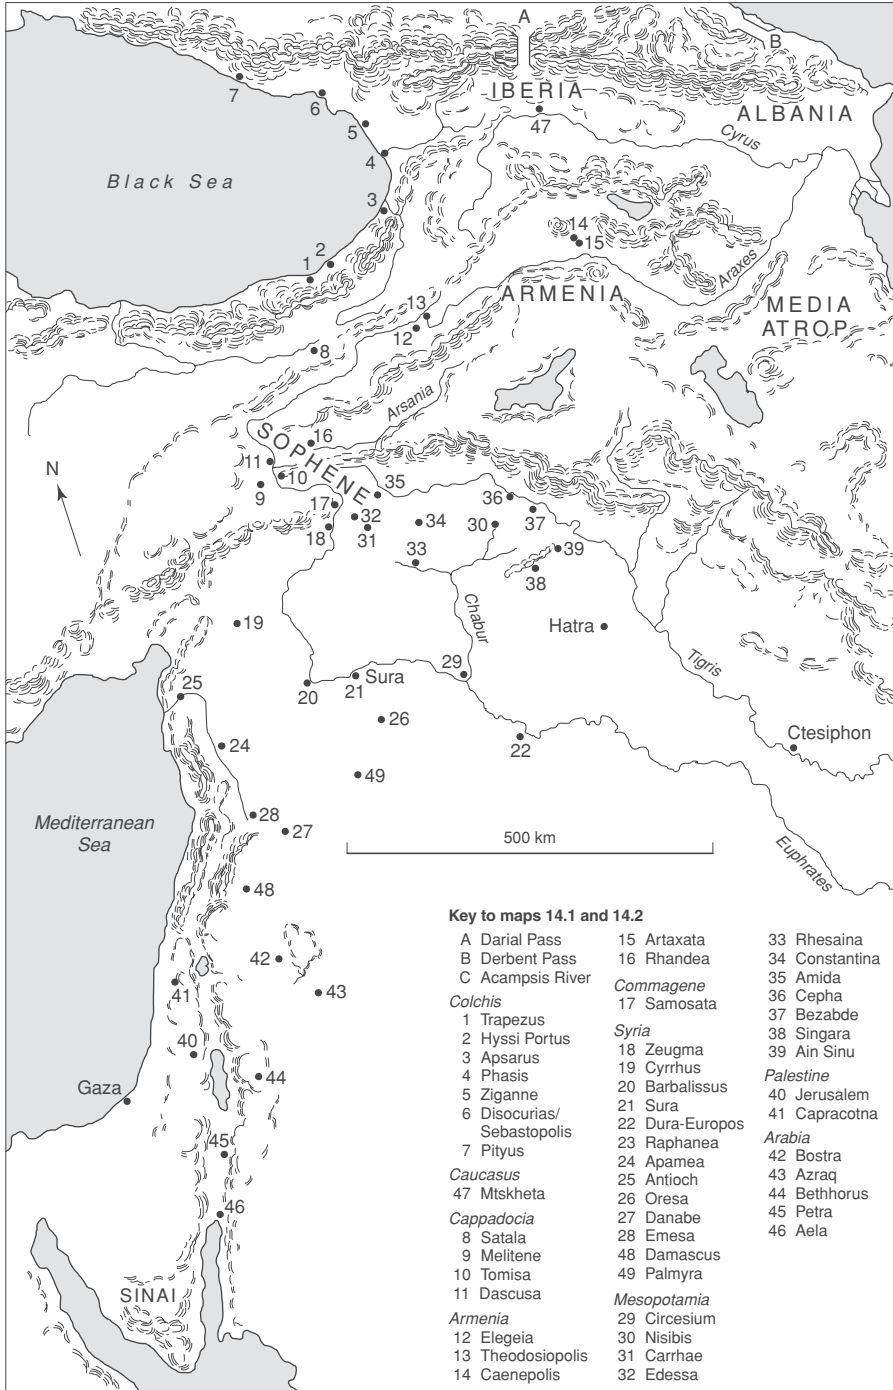 A
B
7
6
IBERIA
47
ALBANIA
5
Cyrus
4
Black Sea
3
14
15
2
1
Araxes
ARMENIA
MEDIA
ATROP.
13
12
8
Arsania
SOPHENE
16
N
11
10
9
35
36
17
32
34
30
37
18
31
33
39
38
Chabur
Hatra
19
29
Tigris
25
20
21
Sura
26
22
Ctesiphon
24
49
Mediterranean
Sea
28
27
500 km
Euphrates
48
42
43
41
40
44
Gaza
45
46
SINAI
Key to maps 14.1 and 14.2
A Darial Pass
B Derbent Pass
C Acampsis River
Colchis
1 Trapezus
2 Hyssi Portus
3 Apsarus
4 Phasis
5 Ziganne
6 Disocurias/
Sebastopolis
7 Pityus
Caucasus
47 Mtskheta
Cappadocia
8 Satala
9 Melitene
10 Tomisa
11 Dascusa
Armenia
12 Elegeia
13 Theodosiopolis
14 Caenepolis
15 Artaxata
16 Rhandea
Commagene
17 Samosata
Syria
18 Zeugma
19 Cyrrhus
20 Barbalissus
21 Sura
22 Dura-Europos
23 Raphanea
24 Apamea
25 Antioch
26 Oresa
27 Danabe
28 Emesa
48 Damascus
49 Palmyra
Mesopotamia
29 Circesium
30 Nisibis
31 Carrhae
32 Edessa
33 Rhesaina
34 Constantina
35 Amida
36 Cepha
37 Bezabde
38 Singara
39 Ain Sinu
Palestine
40 Jerusalem
41 Capracotna
Arabia
42 Bostra
43 Azraq
44 Bethhorus
45 Petra
46 Aela